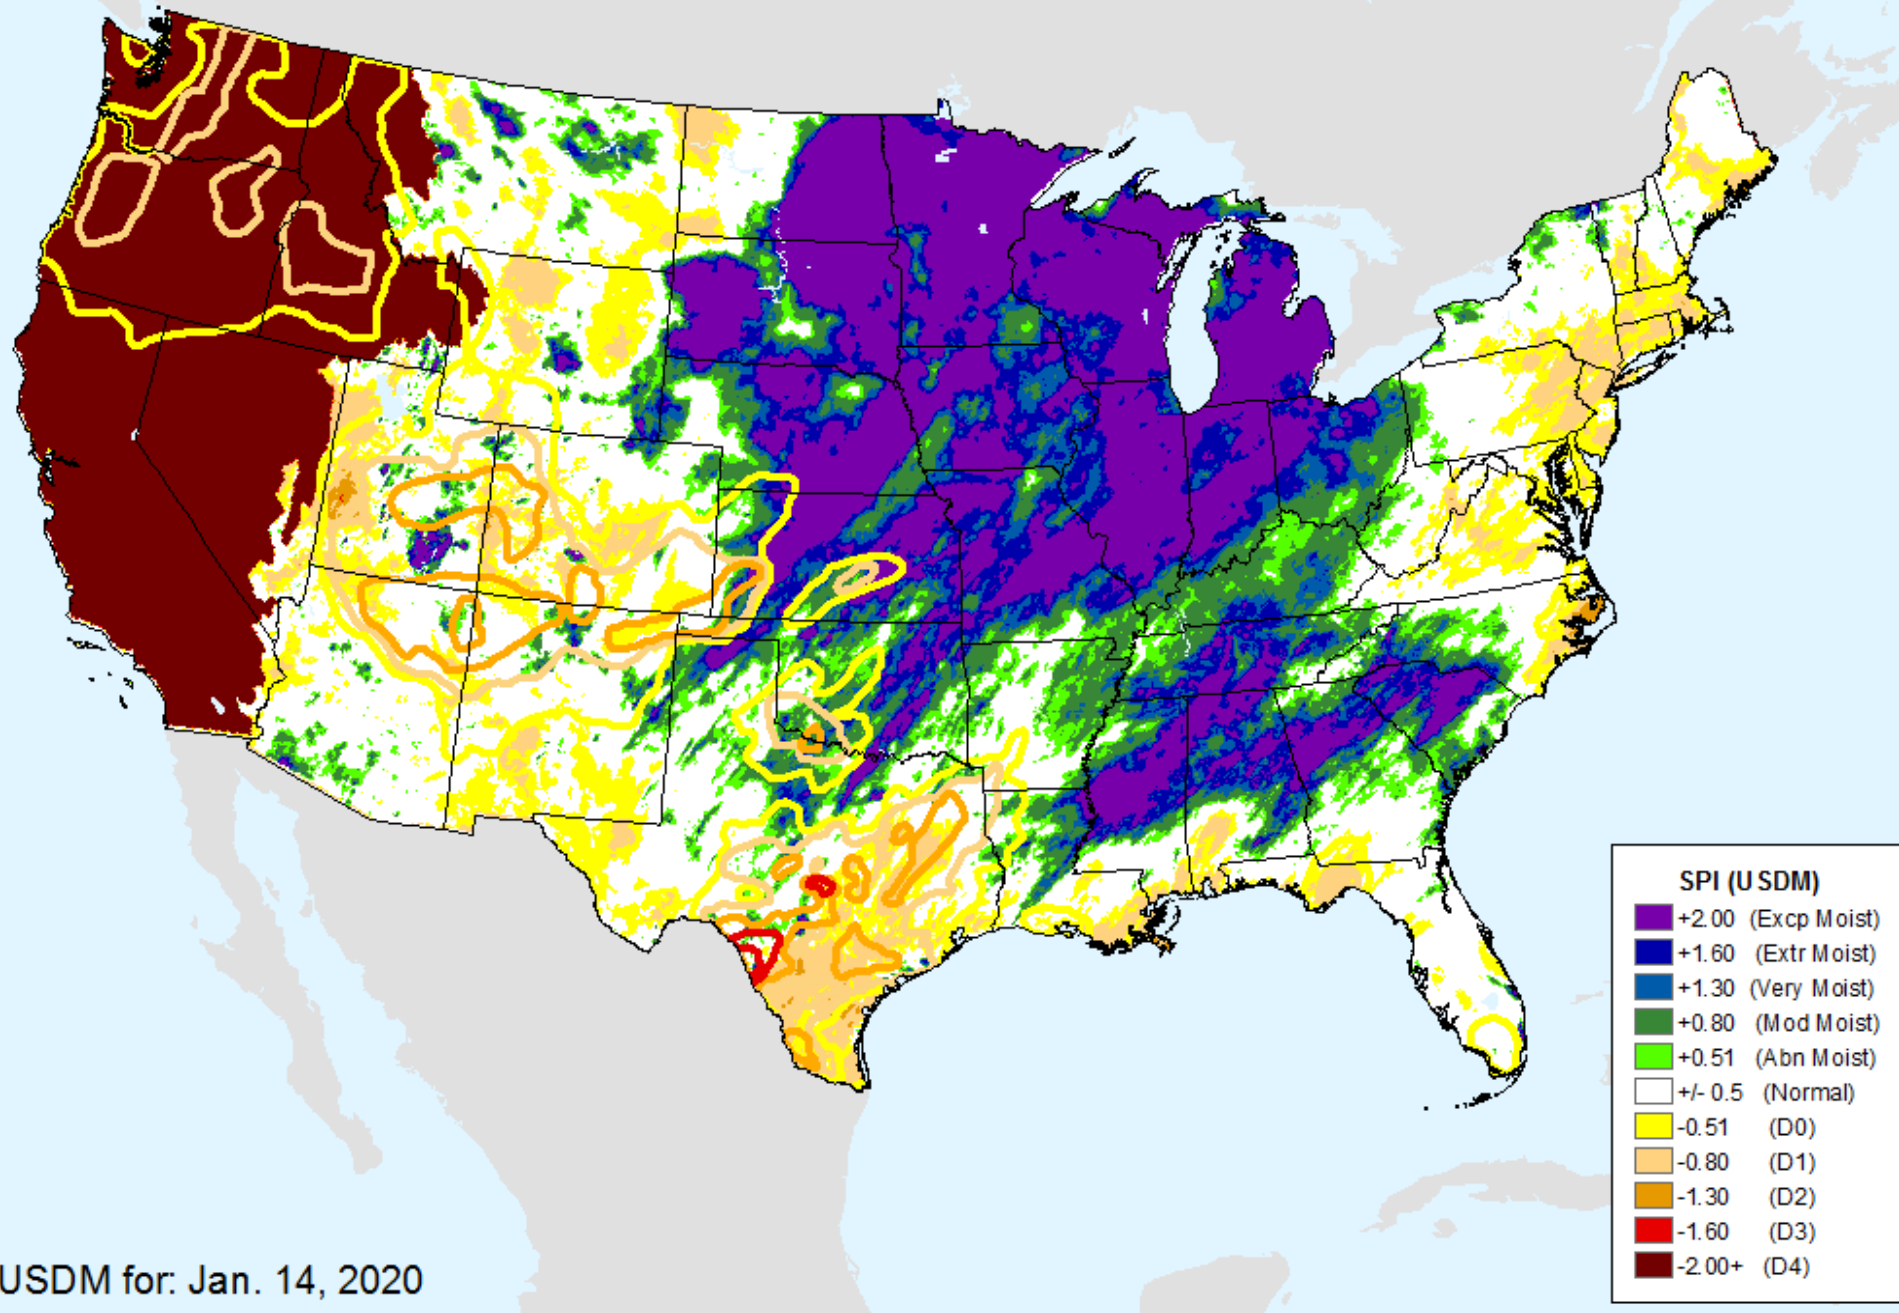 SPI (USDM)
+2.00 (Excp Moist)
+1.60 (Extr Moist)
+1.30 (Very Moist)
+0.80 (Mod Moist)
+0.51 (Abn Moist)
+/- 0.5 (Normal)
-0.51 (D0)
-0.80 (D1)
-1.30 (D2)
-1.60 (D3)
-2.00+ (D4)
USDM for: Jan. 14, 2020